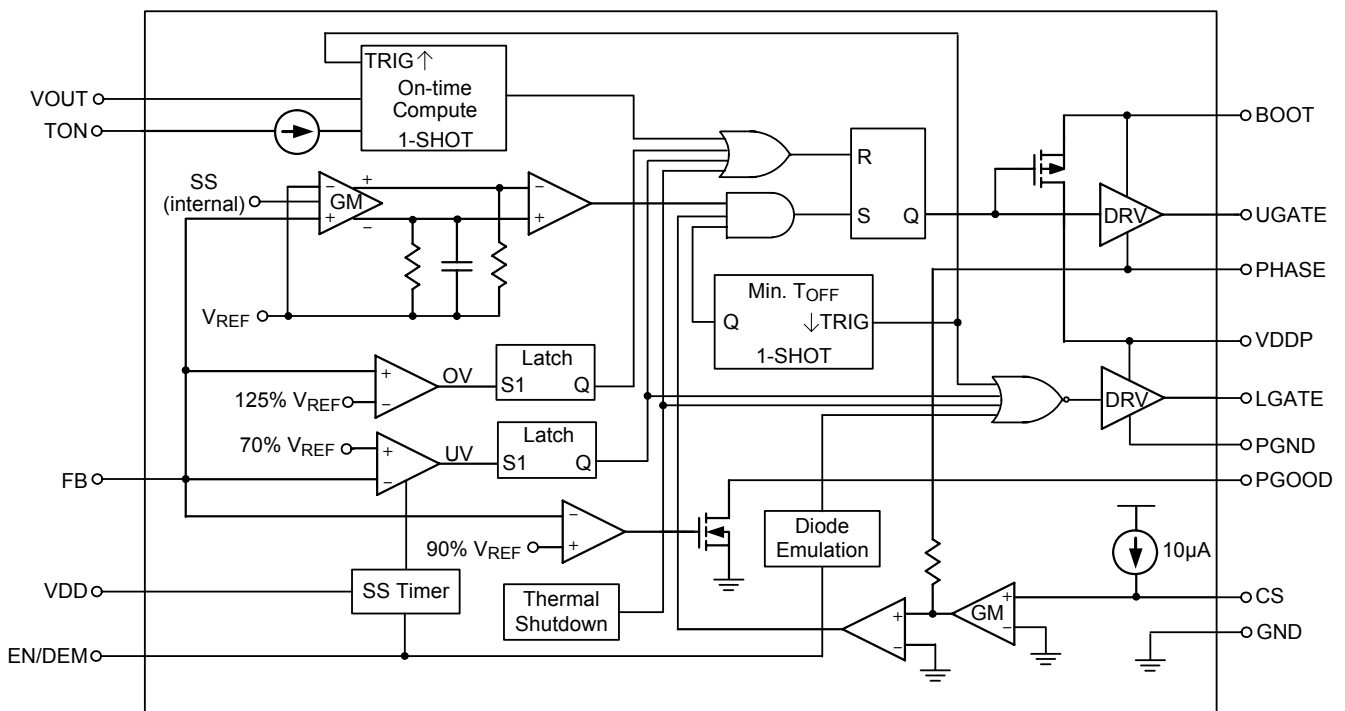 VOUT
TON
TRIG↑
On-time
Compute
1-SHOT
SS
(internal)
−
GM
+
+
−
−
+
VREF
R
S
Q
BOOT
DRV
UGATE
PHASE
Min. TOFF
Q
↓TRIG
1-SHOT
VDDP
DRV
LGATE
PGND
PGOOD
+
−
OV
125% VREF
Latch
S1
Q
70% VREF
+
−
UV
Latch
S1
Q
FB
−
+
90% VREF
Diode
Emulation
10µA
VDD
SS Timer
Thermal
Shutdown
+
−
GM
+
−
CS
GND
EN/DEM